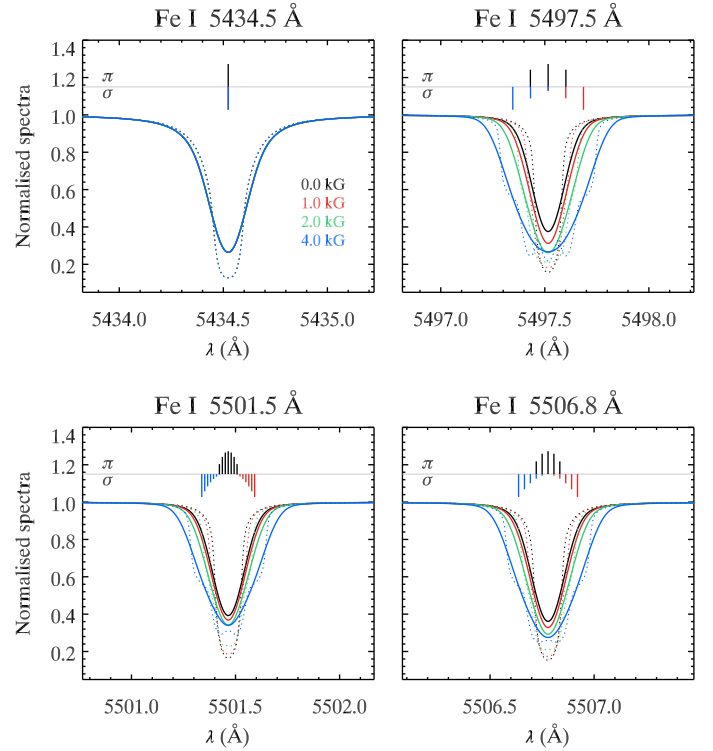 Fe I 5434.5 Å
Fe I 5497.5 Å
Normalised spectra
1.4
1.2
1.0
0.8
0.6
0.4
0.2
π
σ
0.0 kG
1.0 kG
2.0 kG
4.0 kG
π
σ
5434.0 5434.5 5435.0
λ (Å)
5497.0 5497.5 5498.0
λ (Å)
Fe I 5501.5 Å
Fe I 5506.8 Å
Normalised spectra
1.4
1.2
1.0
0.8
0.6
0.4
0.2
π
σ
π
σ
5501.0 5501.5 5502.0
λ (Å)
5506.5 5507.0
λ (Å)